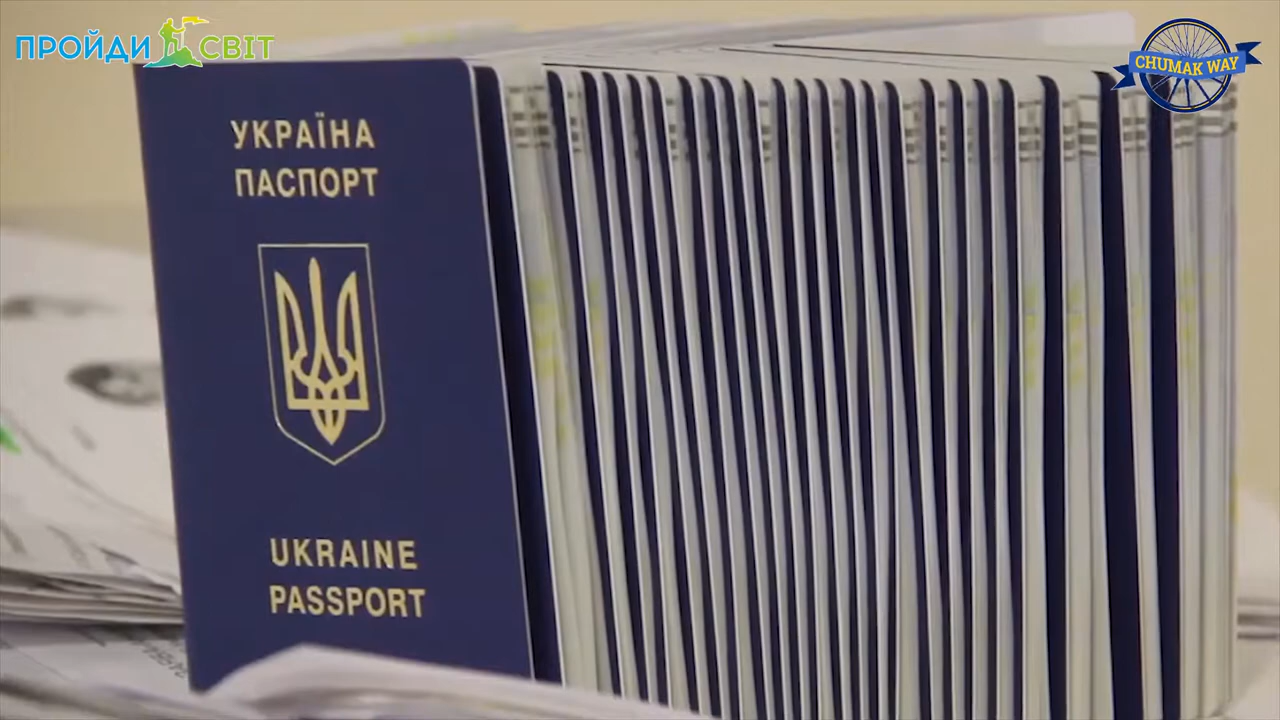 ПРОЙДИ СВІТ
CHUMAK WAY
УКРАЇНА
ПАСПОРТ
UKRAINE
PASSPORT